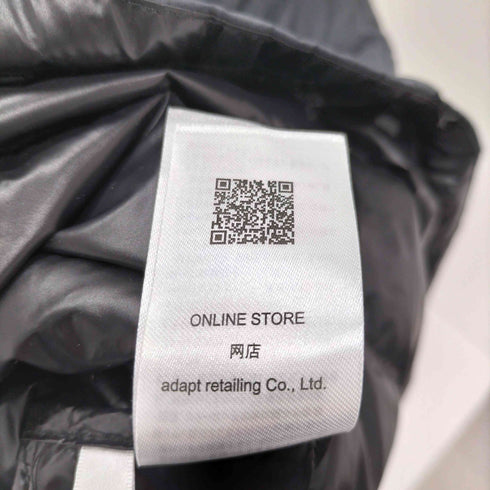 ONLINE STORE
网店
adapt retailing Co., Ltd.